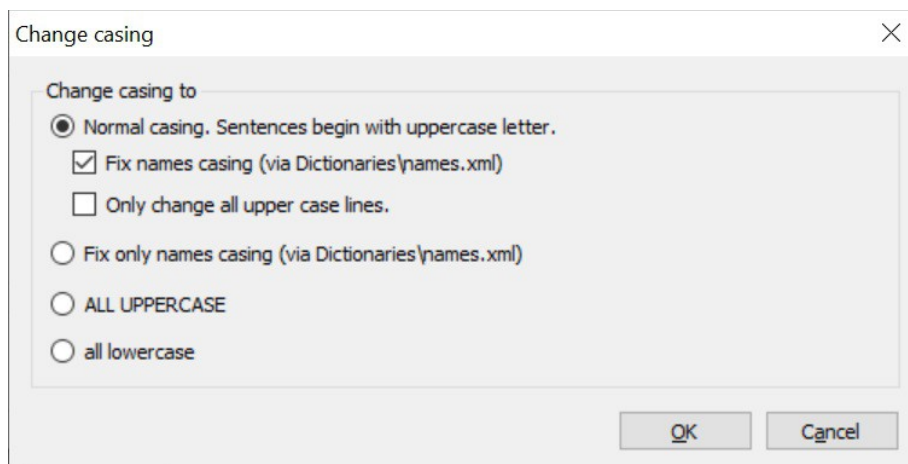 Change casing
Change casing to
Normal casing. Sentences begin with uppercase letter.
Fix names casing (via Dictionaries\names.xml)
Only change all upper case lines.
Fix only names casing (via Dictionaries\names.xml)
ALL UPPERCASE
all lowercase
OK Cancel